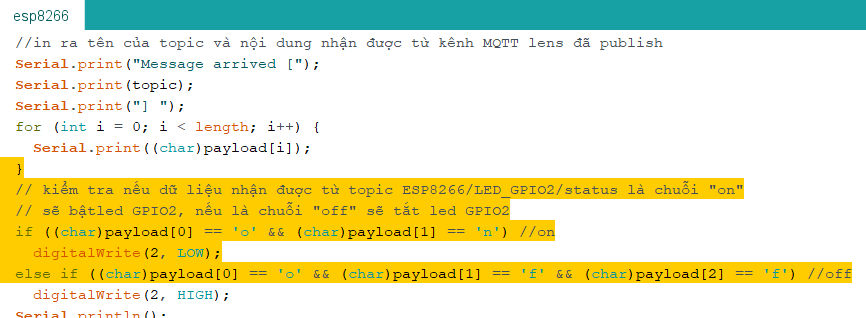 esp8266
//in ra tên của topic và nội dung nhận được từ kênh MQTT lens đã publish
Serial.print("Message arrived [");
Serial.print(topic);
Serial.print("] ");
for (int i = 0; i < length; i++) {
Serial.print((char)payload[i]);
}
// kiểm tra nếu dữ liệu nhận được từ topic ESP8266/LED_GPIO2/status là chuỗi "on"
// sẽ bậtled GPIO2, nếu là chuỗi "off" sẽ tắt led GPIO2
if ((char)payload[0] == 'o' && (char)payload[1] == 'n') //on
digitalWrite(2, LOW);
else if ((char)payload[0] == 'o' && (char)payload[1] == 'f' && (char)payload[2] == 'f') //off
digitalWrite(2, HIGH);
Serial.println();